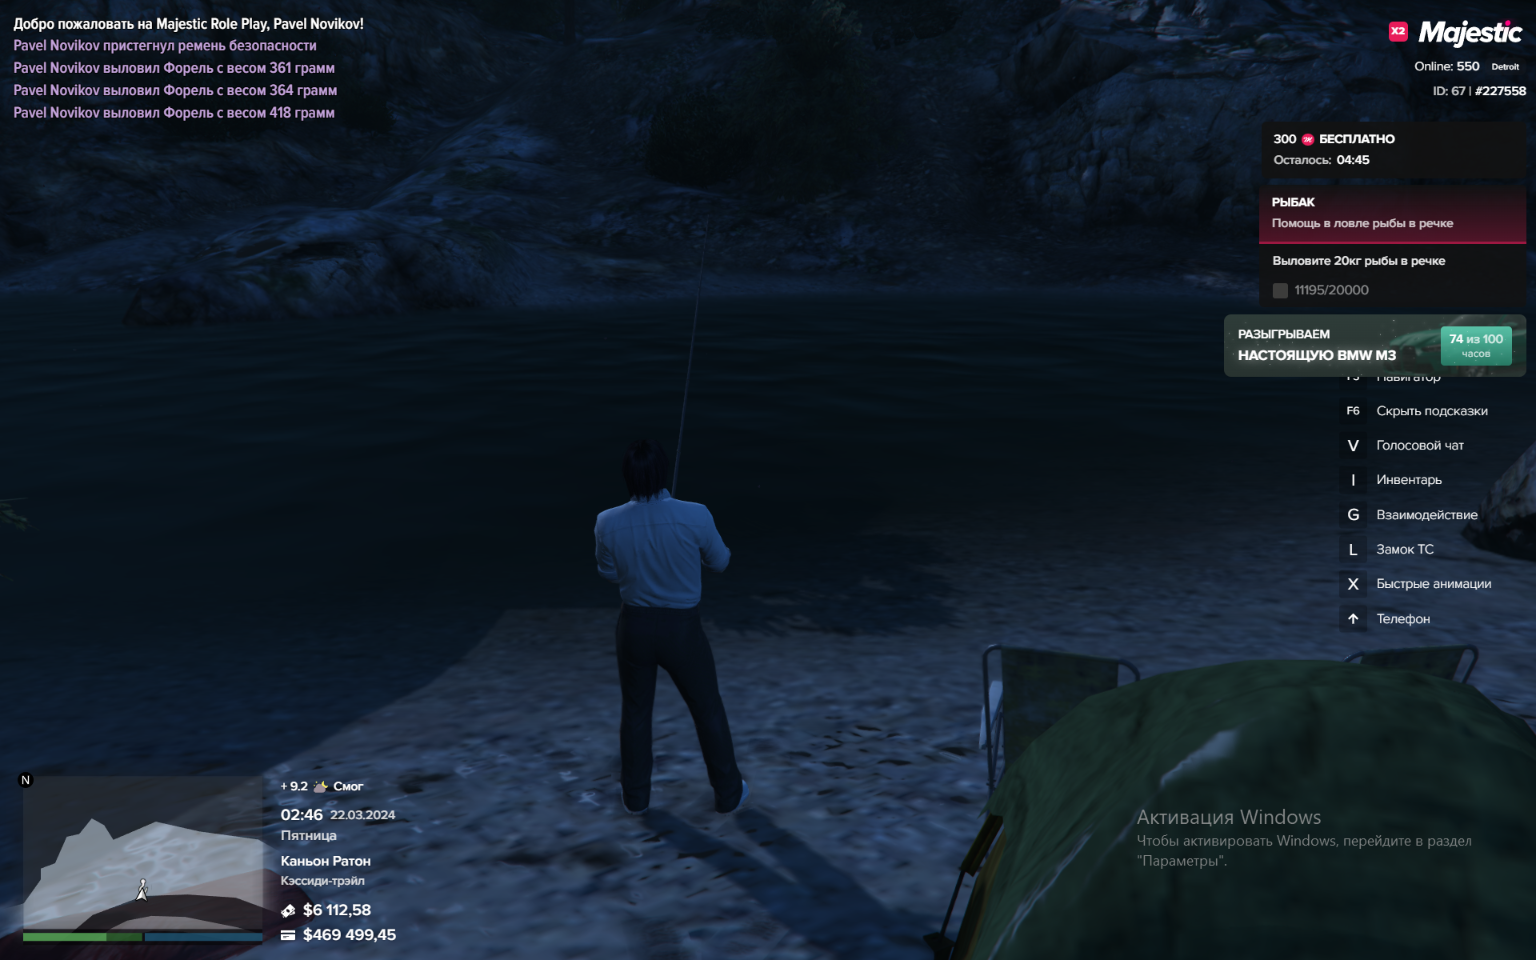 Добро пожаловать на Majestic Role Play, Pavel Novikov!
Pavel Novikov пристегнул ремень безопасности
Pavel Novikov выловил Форель с весом 361 грамм
Pavel Novikov выловил Форель с весом 364 грамм
Pavel Novikov выловил Форель с весом 418 грамм
X2 Majestic
Online: 550 Detroit
ID: 67 | #227558
300 БЕСПЛАТНО
Осталось: 04:45
РЫБАК
Помощь в ловле рыбы в речке
Выловите 20кг рыбы в речке
11195/20000
РАЗЫГРЫВАЕМ
НАСТОЯЩУЮ BMW M3
74 из 100
часов
Навигатор
F6 Скрыть подсказки
V Голосовой чат
I Инвентарь
G Взаимодействие
L Замок ТС
X Быстрые анимации
Телефон
N
+ 9.2 Смог
02:46 22.03.2024
Пятница
Каньон Ратон
Кэссиди-трэйл
$6 112,58
$469 499,45
Активация Windows
Чтобы активировать Windows, перейдите в раздел
"Параметры".